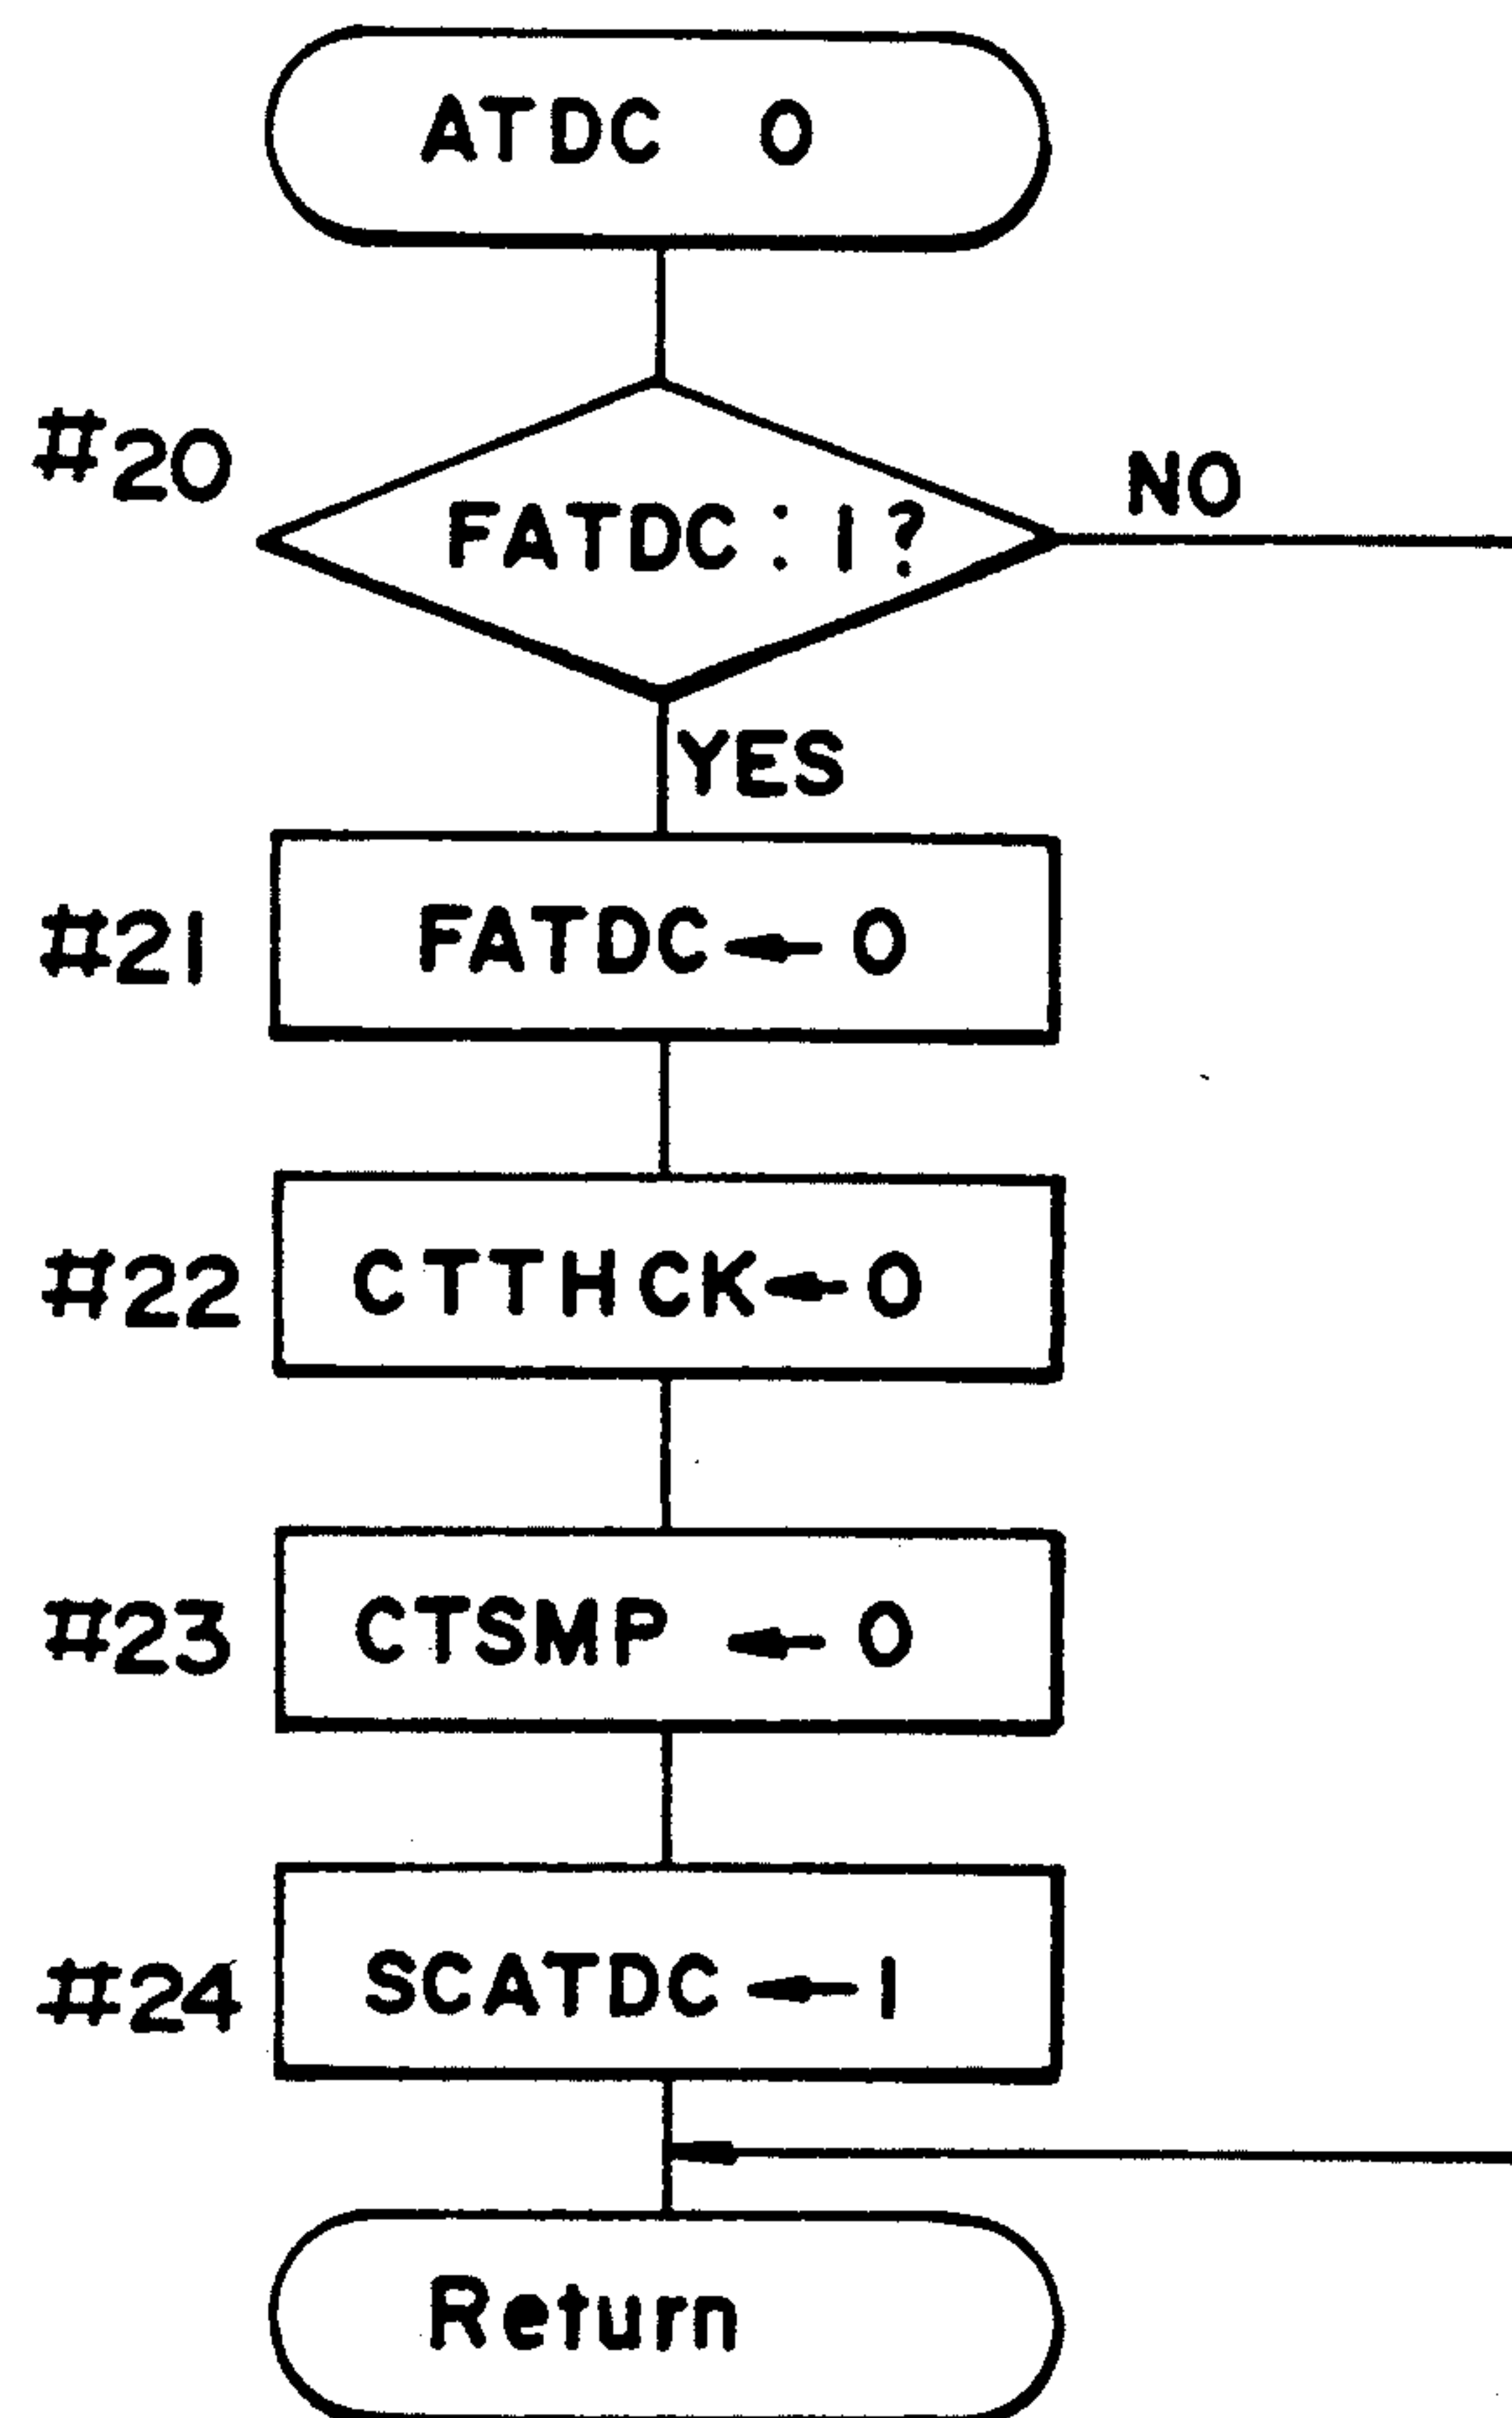 ATDC 0
#20
FATDC : 1 ?
NO
YES
#21
FATDC ← 0
#22
CTTHCK ← 0
#23
CTSMP ← 0
#24
SCATDC ← 1
Return